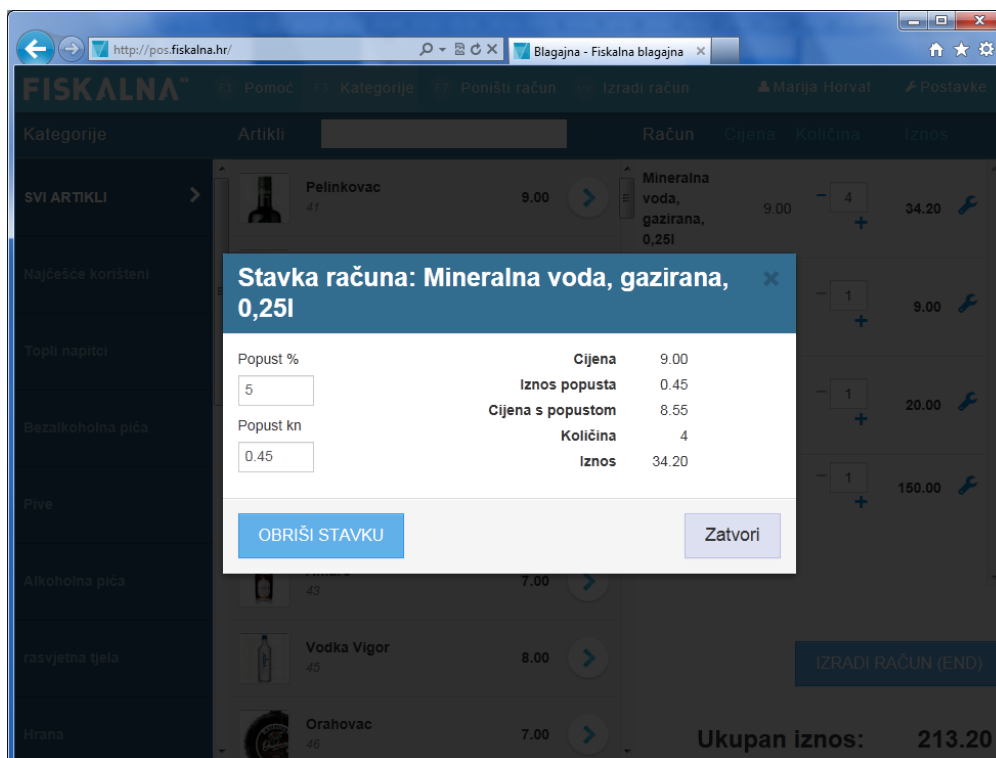 http://pos.fiskalna.hr/
Blagajna - Fiskalna blagajna
FISKALNA
F1 Pomoć
Kategorije
Poništi račun
Izradi račun
Marija Horvat
Postavke
Kategorije
Artikli
Račun
Cijena
Količina
Iznos
SVI ARTIKLI
Najčešće korišteni
Topli napitci
Bezalkoholna pića
Pive
Alkoholna pića
rasvjetna tjela
Hrana
Pelinkovac
41
9.00
Mineralna
voda,
gazirana,
0,25l
9.00
4
34.20
1
9.00
1
20.00
1
150.00
Stavka računa: Mineralna voda, gazirana,
0,25l
Popust %
5
Popust kn
0.45
Cijena 9.00
Iznos popusta 0.45
Cijena s popustom 8.55
Količina 4
Iznos 34.20
OBRIŠI STAVKU
Zatvori
43
7.00
Vodka Vigor
45
8.00
Orahovac
46
7.00
IZRADI RAČUN (END)
Ukupan iznos: 213.20